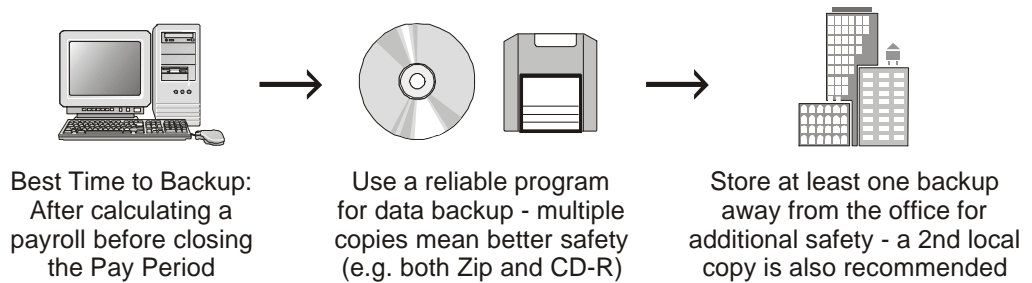 Best Time to Backup:
After calculating a
payroll before closing
the Pay Period
Use a reliable program
for data backup - multiple
copies mean better safety
(e.g. both Zip and CD-R)
Store at least one backup
away from the office for
additional safety - a 2nd local
copy is also recommended